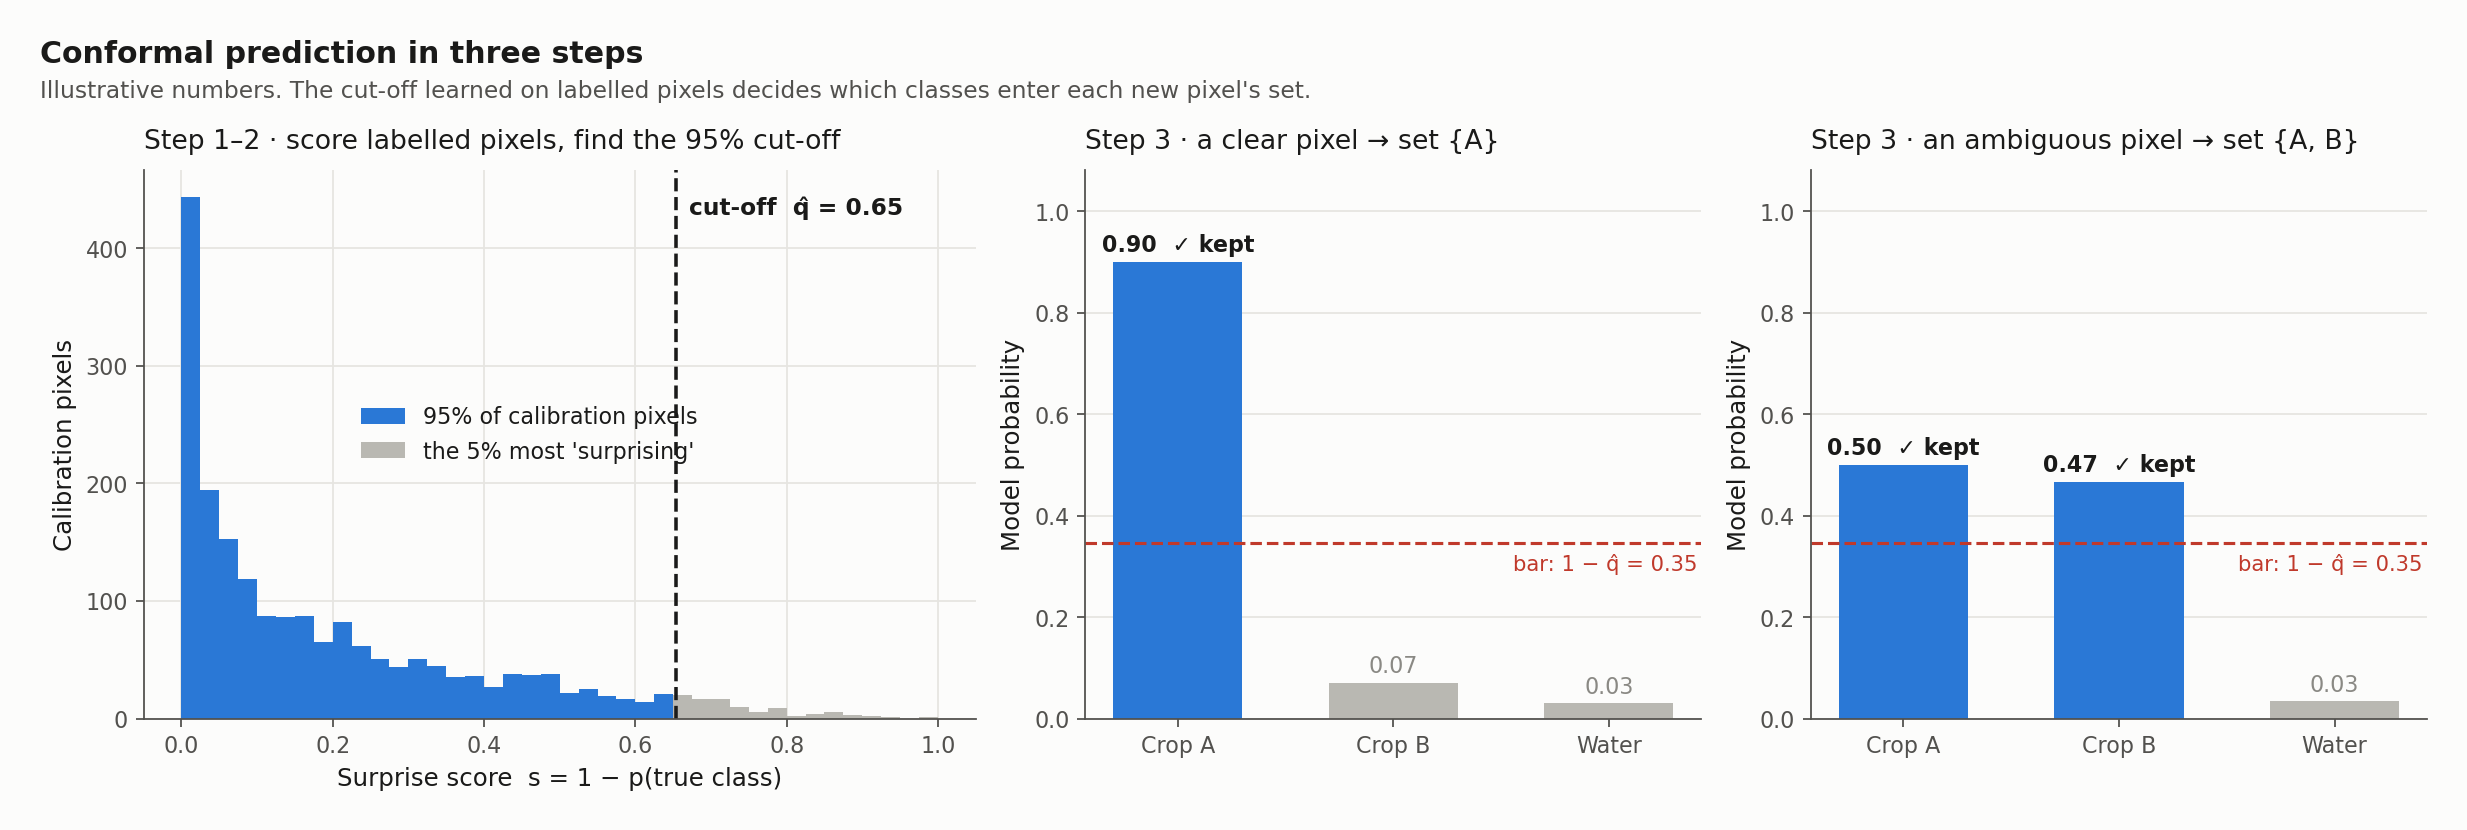 Conformal prediction in three steps
Illustrative numbers. The cut-off learned on labelled pixels decides which classes enter each new pixel's set.
Step 1–2 · score labelled pixels, find the 95% cut-off
cut-off  q̂ = 0.65
95% of calibration pixels
the 5% most 'surprising'
Calibration pixels
400
300
200
100
0
0.0 0.2 0.4 0.6 0.8 1.0
Surprise score  s = 1 − p(true class)
Step 3 · a clear pixel → set {A}
Model probability
1.0
0.8
0.6
0.4
0.2
0.0
0.90  ✓ kept
bar: 1 − q̂ = 0.35
0.07
0.03
Crop A Crop B Water
Step 3 · an ambiguous pixel → set {A, B}
Model probability
1.0
0.8
0.6
0.4
0.2
0.0
0.50  ✓ kept
0.47  ✓ kept
bar: 1 − q̂ = 0.35
0.03
Crop A Crop B Water